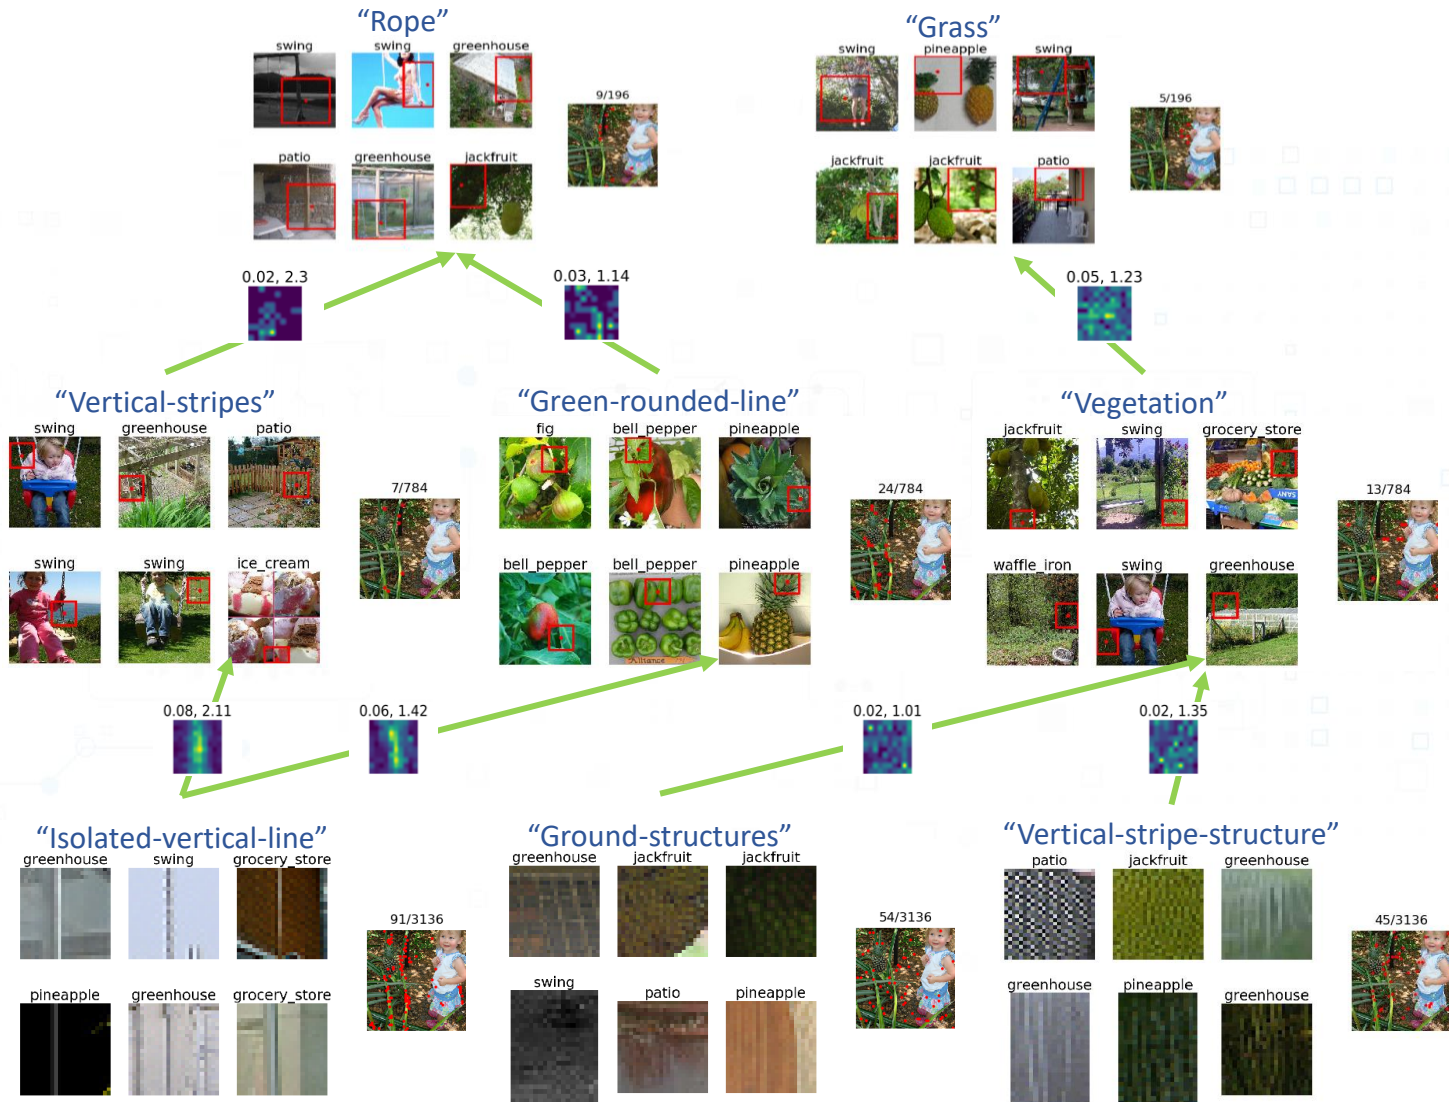 “Rope”
“Grass”
swing swing greenhouse
swing pineapple swing
9/196
5/196
patio greenhouse jackfruit
jackfruit jackfruit patio
0.02, 2.3
0.03, 1.14
0.05, 1.23
“Vertical-stripes”
“Green-rounded-line”
“Vegetation”
swing greenhouse patio
fig bell_pepper pineapple
jackfruit swing grocery_store
7/784
24/784
13/784
swing swing ice_cream
bell_pepper bell_pepper pineapple
waffle_iron swing greenhouse
Alliance
0.08, 2.11
0.06, 1.42
0.02, 1.01
0.02, 1.35
“Isolated-vertical-line”
“Ground-structures”
“Vertical-stripe-structure”
greenhouse swing grocery_store
greenhouse jackfruit jackfruit
patio jackfruit greenhouse
91/3136
54/3136
45/3136
pineapple greenhouse grocery_store
swing patio pineapple
greenhouse pineapple greenhouse